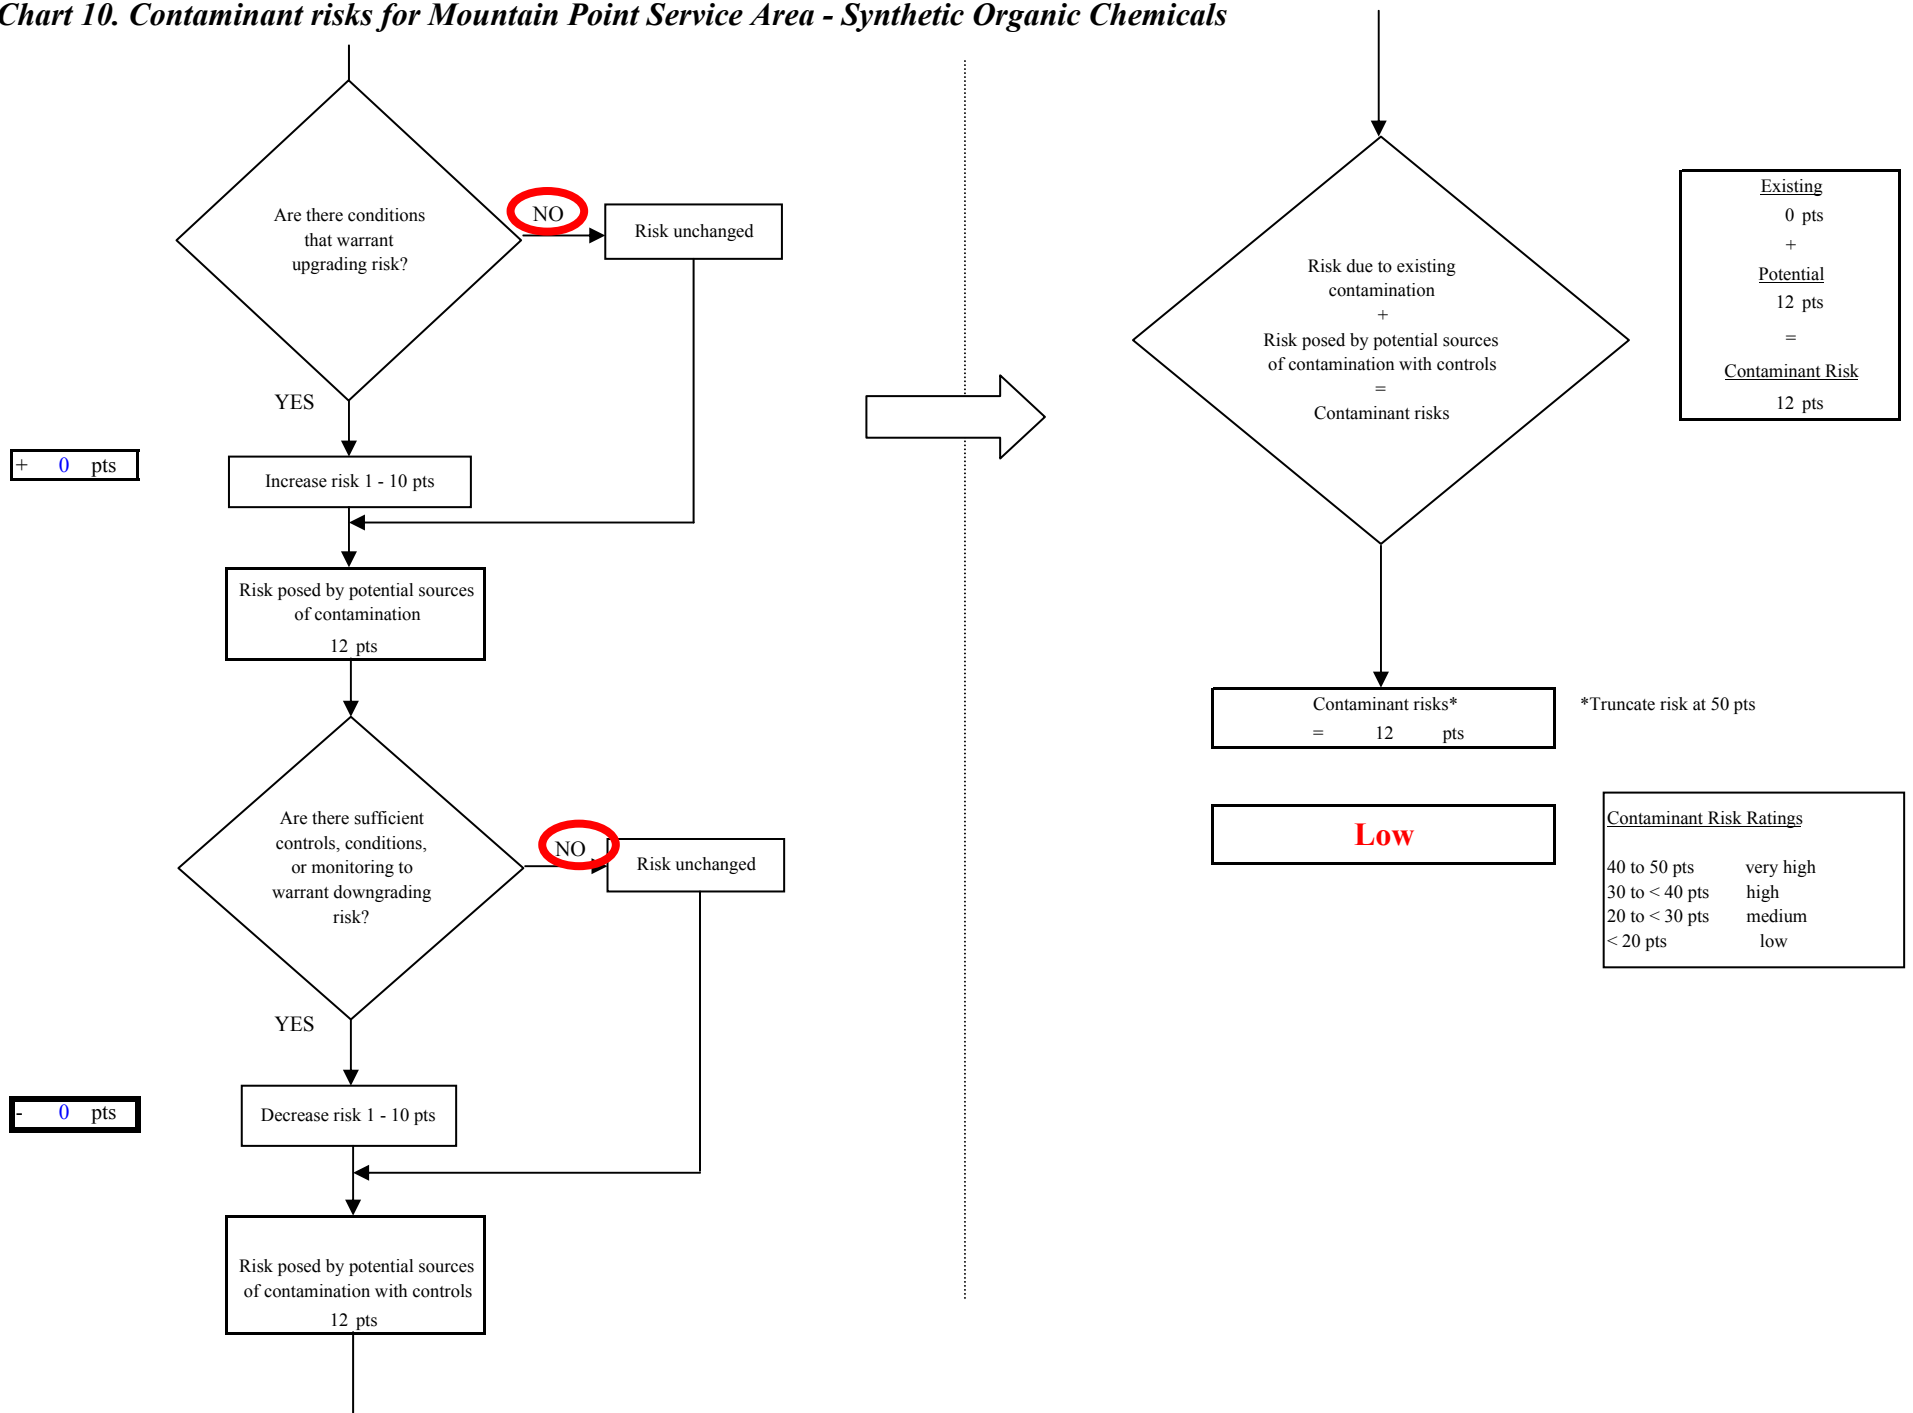 Chart 10. Contaminant risks for Mountain Point Service Area - Synthetic Organic Chemicals
Are there conditions
that warrant
upgrading risk?
NO
Risk unchanged
YES
+ 0 pts
Increase risk 1 - 10 pts
Risk posed by potential sources
of contamination
12 pts
Are there sufficient
controls, conditions,
or monitoring to
warrant downgrading
risk?
NO
Risk unchanged
YES
- 0 pts
Decrease risk 1 - 10 pts
Risk posed by potential sources
of contamination with controls
12 pts
Risk due to existing
contamination
+
Risk posed by potential sources
of contamination with controls
=
Contaminant risks
Existing
0 pts
+
Potential
12 pts
=
Contaminant Risk
12 pts
Contaminant risks*
= 12 pts
*Truncate risk at 50 pts
Low
Contaminant Risk Ratings
40 to 50 pts very high
30 to < 40 pts high
20 to < 30 pts medium
< 20 pts low